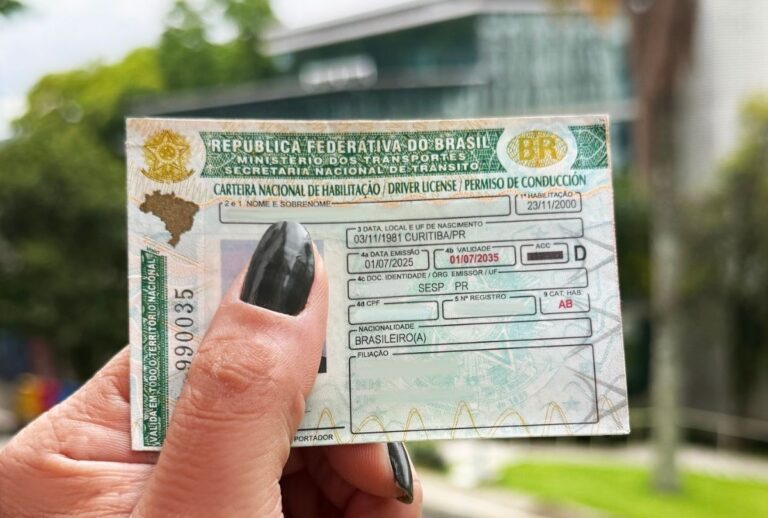 REPÚBLICA FEDERATIVA DO BRASIL
MINISTÉRIO DOS TRANSPORTES
SECRETARIA NACIONAL DE TRÂNSITO
BR
CARTEIRA NACIONAL DE HABILITAÇÃO / DRIVER LICENSE / PERMISO DE CONDUCCIÓN
2 e 1 NOME E SOBRENOME
1ª HABILITAÇÃO
23/11/2000
3 DATA, LOCAL E UF DE NASCIMENTO
03/11/1981 CURITIBA/PR
4a DATA EMISSÃO
01/07/2025
4b VALIDADE
01/07/2035
ACC
D
4c DOC. IDENTIDADE / ÓRG. EMISSOR / UF
SESP PR
4d CPF
5 Nº REGISTRO
9 CAT. HAB
AB
NACIONALIDADE
BRASILEIRO(A)
FILIAÇÃO
PORTADOR
VÁLIDA EM TODO O TERRITÓRIO NACIONAL
990035